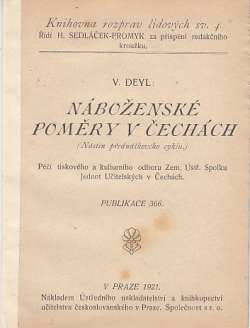 Knihovna rozprav lidových sv. 4.
Řídí H. SEDLÁČEK-PROMYK za přispění redakčního
kroužku.
V. DEYL:
NÁBOŽENSKÉ
POMĚRY V ČECHÁCH
(Nástin přednáškového cyklu.)
Péčí tiskového a kulturního odboru Zem. Ústř. Spolku
Jednot Učitelských v Čechách.
PUBLIKACE 366.
V PRAZE 1921.
Nákladem Ústředního nakladatelství a knihkupectví
učitelstva českoslovanského v Praze. Společnost s r. o.